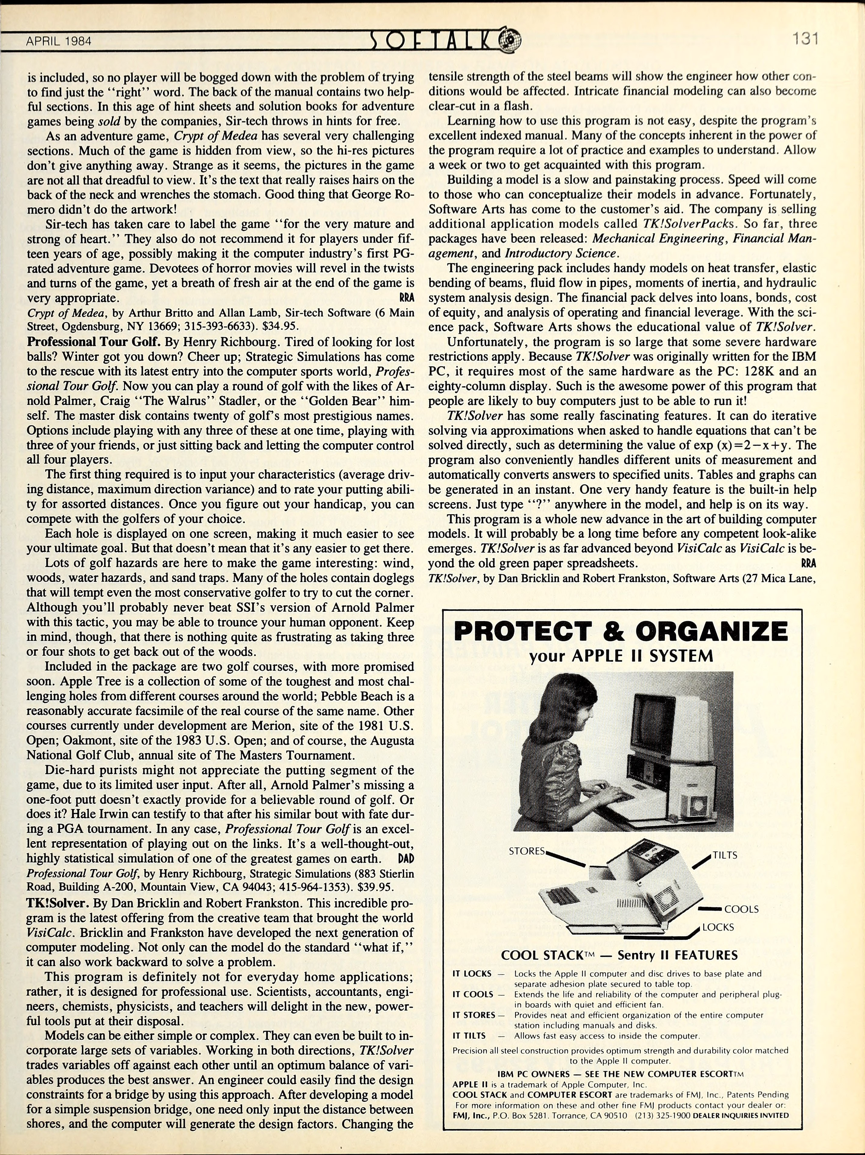 APRIL 1984
SOFTALK
131
is included, so no player will be bogged down with the problem of trying
to find just the "right" word. The back of the manual contains two help-
ful sections. In this age of hint sheets and solution books for adventure
games being sold by the companies, Sir-tech throws in hints for free.
As an adventure game, Crypt of Medea has several very challenging
sections. Much of the game is hidden from view, so the hi-res pictures
don't give anything away. Strange as it seems, the pictures in the game
are not all that dreadful to view. It's the text that really raises hairs on the
back of the neck and wrenches the stomach. Good thing that George Ro-
mero didn't do the artwork!
Sir-tech has taken care to label the game "for the very mature and
strong of heart." They also do not recommend it for players under fif-
teen years of age, possibly making it the computer industry's first PG-
rated adventure game. Devotees of horror movies will revel in the twists
and turns of the game, yet a breath of fresh air at the end of the game is
very appropriate. RRA
Crypt of Medea, by Arthur Britto and Allan Lamb, Sir-tech Software (6 Main
Street, Ogdensburg, NY 13669; 315-393-6633). $34.95.
Professional Tour Golf. By Henry Richbourg. Tired of looking for lost
balls? Winter got you down? Cheer up; Strategic Simulations has come
to the rescue with its latest entry into the computer sports world, Profes-
sional Tour Golf. Now you can play a round of golf with the likes of Ar-
nold Palmer, Craig "The Walrus" Stadler, or the "Golden Bear" him-
self. The master disk contains twenty of golf's most prestigious names.
Options include playing with any three of these at one time, playing with
three of your friends, or just sitting back and letting the computer control
all four players.
The first thing required is to input your characteristics (average driv-
ing distance, maximum direction variance) and to rate your putting abili-
ty for assorted distances. Once you figure out your handicap, you can
compete with the golfers of your choice.
Each hole is displayed on one screen, making it much easier to see
your ultimate goal. But that doesn't mean that it's any easier to get there.
Lots of golf hazards are here to make the game interesting: wind,
woods, water hazards, and sand traps. Many of the holes contain doglegs
that will tempt even the most conservative golfer to try to cut the corner.
Although you'll probably never beat SSI's version of Arnold Palmer
with this tactic, you may be able to trounce your human opponent. Keep
in mind, though, that there is nothing quite as frustrating as taking three
or four shots to get back out of the woods.
Included in the package are two golf courses, with more promised
soon. Apple Tree is a collection of some of the toughest and most chal-
lenging holes from different courses around the world; Pebble Beach is a
reasonably accurate facsimile of the real course of the same name. Other
courses currently under development are Merion, site of the 1981 U.S.
Open; Oakmont, site of the 1983 U.S. Open; and of course, the Augusta
National Golf Club, annual site of The Masters Tournament.
Die-hard purists might not appreciate the putting segment of the
game, due to its limited user input. After all, Arnold Palmer's missing a
one-foot putt doesn't exactly provide for a believable round of golf. Or
does it? Hale Irwin can testify to that after his similar bout with fate dur-
ing a PGA tournament. In any case, Professional Tour Golf is an excel-
lent representation of playing out on the links. It's a well-thought-out,
highly statistical simulation of one of the greatest games on earth. DAD
Professional Tour Golf, by Henry Richbourg, Strategic Simulations (883 Stierlin
Road, Building A-200, Mountain View, CA 94043; 415-964-1353). $39.95.
TK!Solver. By Dan Bricklin and Robert Frankston. This incredible pro-
gram is the latest offering from the creative team that brought the world
VisiCalc. Bricklin and Frankston have developed the next generation of
computer modeling. Not only can the model do the standard "what if,"
it can also work backward to solve a problem.
This program is definitely not for everyday home applications;
rather, it is designed for professional use. Scientists, accountants, engi-
neers, chemists, physicists, and teachers will delight in the new, power-
ful tools put at their disposal.
Models can be either simple or complex. They can even be built to in-
corporate large sets of variables. Working in both directions, TK!Solver
trades variables off against each other until an optimum balance of vari-
ables produces the best answer. An engineer could easily find the design
constraints for a bridge by using this approach. After developing a model
for a simple suspension bridge, one need only input the distance between
shores, and the computer will generate the design factors. Changing the
tensile strength of the steel beams will show the engineer how other con-
ditions would be affected. Intricate financial modeling can also become
clear-cut in a flash.
Learning how to use this program is not easy, despite the program's
excellent indexed manual. Many of the concepts inherent in the power of
the program require a lot of practice and examples to understand. Allow
a week or two to get acquainted with this program.
Building a model is a slow and painstaking process. Speed will come
to those who can conceptualize their models in advance. Fortunately,
Software Arts has come to the customer's aid. The company is selling
additional application models called TK!SolverPacks. So far, three
packages have been released: Mechanical Engineering, Financial Man-
agement, and Introductory Science.
The engineering pack includes handy models on heat transfer, elastic
bending of beams, fluid flow in pipes, moments of inertia, and hydraulic
system analysis design. The financial pack delves into loans, bonds, cost
of equity, and analysis of operating and financial leverage. With the sci-
ence pack, Software Arts shows the educational value of TK!Solver.
Unfortunately, the program is so large that some severe hardware
restrictions apply. Because TK!Solver was originally written for the IBM
PC, it requires most of the same hardware as the PC: 128K and an
eighty-column display. Such is the awesome power of this program that
people are likely to buy computers just to be able to run it!
TK!Solver has some really fascinating features. It can do iterative
solving via approximations when asked to handle equations that can't be
solved directly, such as determining the value of exp (x)=2−x+y. The
program also conveniently handles different units of measurement and
automatically converts answers to specified units. Tables and graphs can
be generated in an instant. One very handy feature is the built-in help
screens. Just type "?" anywhere in the model, and help is on its way.
This program is a whole new advance in the art of building computer
models. It will probably be a long time before any competent look-alike
emerges. TK!Solver is as far advanced beyond VisiCalc as VisiCalc is be-
yond the old green paper spreadsheets. RRA
TK!Solver, by Dan Bricklin and Robert Frankston, Software Arts (27 Mica Lane,
PROTECT & ORGANIZE
your APPLE II SYSTEM
STORES
TILTS
COOLS
LOCKS
COOL STACK™ — Sentry II FEATURES
IT LOCKS — Locks the Apple II computer and disc drives to base plate and
separate adhesion plate secured to table top.
IT COOLS — Extends the life and reliability of the computer and peripheral plug-
in boards with quiet and efficient fan.
IT STORES — Provides neat and efficient organization of the entire computer
station including manuals and disks.
IT TILTS — Allows fast easy access to inside the computer.
Precision all steel construction provides optimum strength and durability color matched
to the Apple II computer.
IBM PC OWNERS — SEE THE NEW COMPUTER ESCORT™
APPLE II is a trademark of Apple Computer, Inc.
COOL STACK and COMPUTER ESCORT are trademarks of FMJ, Inc., Patents Pending
For more information on these and other fine FMJ products contact your dealer or:
FMJ, Inc., P.O. Box 5281. Torrance, CA 90510 (213) 325-1900 DEALER INQUIRIES INVITED